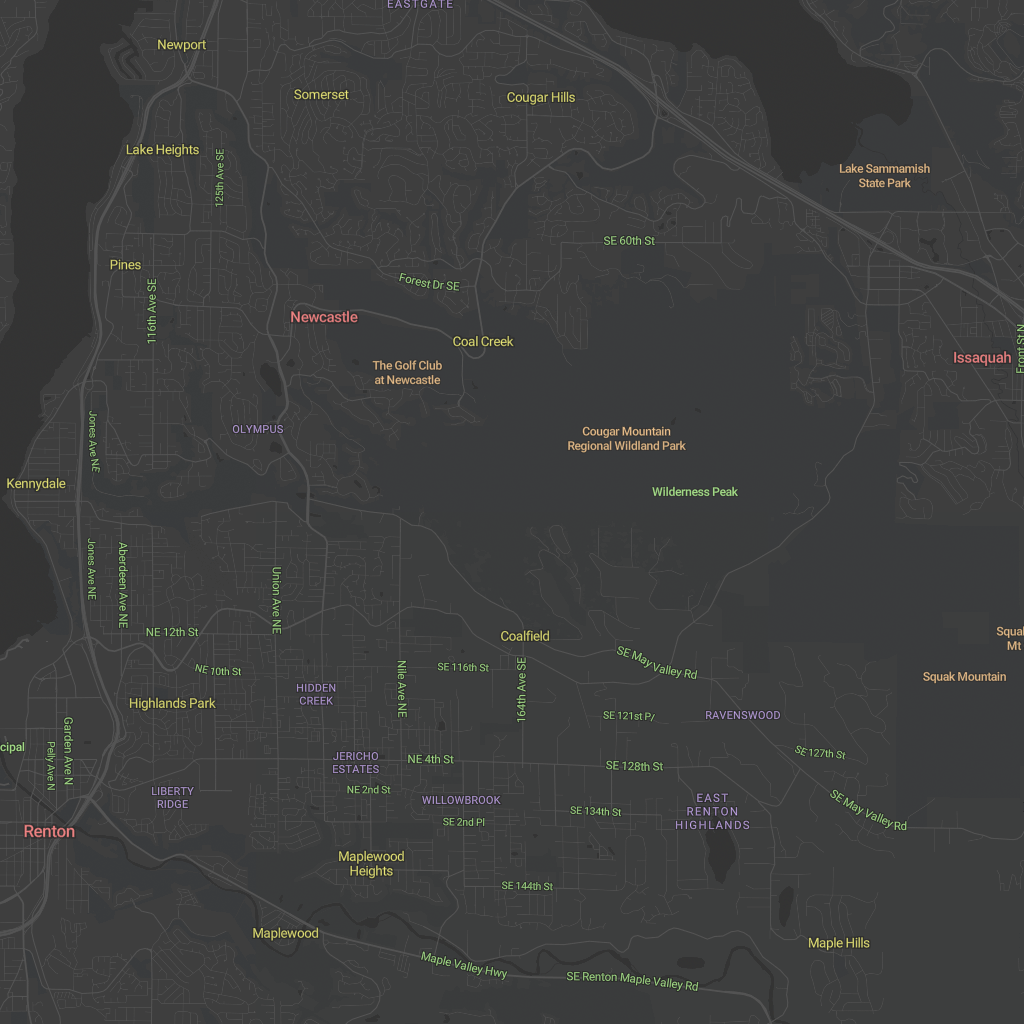 EASTGATE
Newport
Somerset
Cougar Hills
Lake Heights
125th Ave SE
Lake Sammamish
State Park
SE 60th St
Pines
Forest Dr SE
116th Ave SE
Newcastle
Coal Creek
Front St N
Issaquah
The Golf Club
at Newcastle
OLYMPUS
Jones Ave NE
Cougar Mountain
Regional Wildland Park
Kennydale
Wilderness Peak
Jones Ave NE
Aberdeen Ave NE
Union Ave NE
NE 12th St
Coalfield
Squak
Mt
NE 10th St
SE 116th St
SE May Valley Rd
Squak Mountain
Nile Ave NE
164th Ave SE
HIDDEN
CREEK
Highlands Park
SE 121st P
RAVENSWOOD
cipal
Garden Ave N
Pelly Ave N
JERICHO
ESTATES
NE 4th St
SE 128th St
SE 127th St
NE 2nd St
LIBERTY
RIDGE
WILLOWBROOK
SE 134th St
EAST
RENTON
HIGHLANDS
SE May Valley Rd
SE 2nd Pl
Renton
Maplewood
Heights
SE 144th St
Maplewood
Maple Hills
Maple Valley Hwy
SE Renton Maple Valley Rd